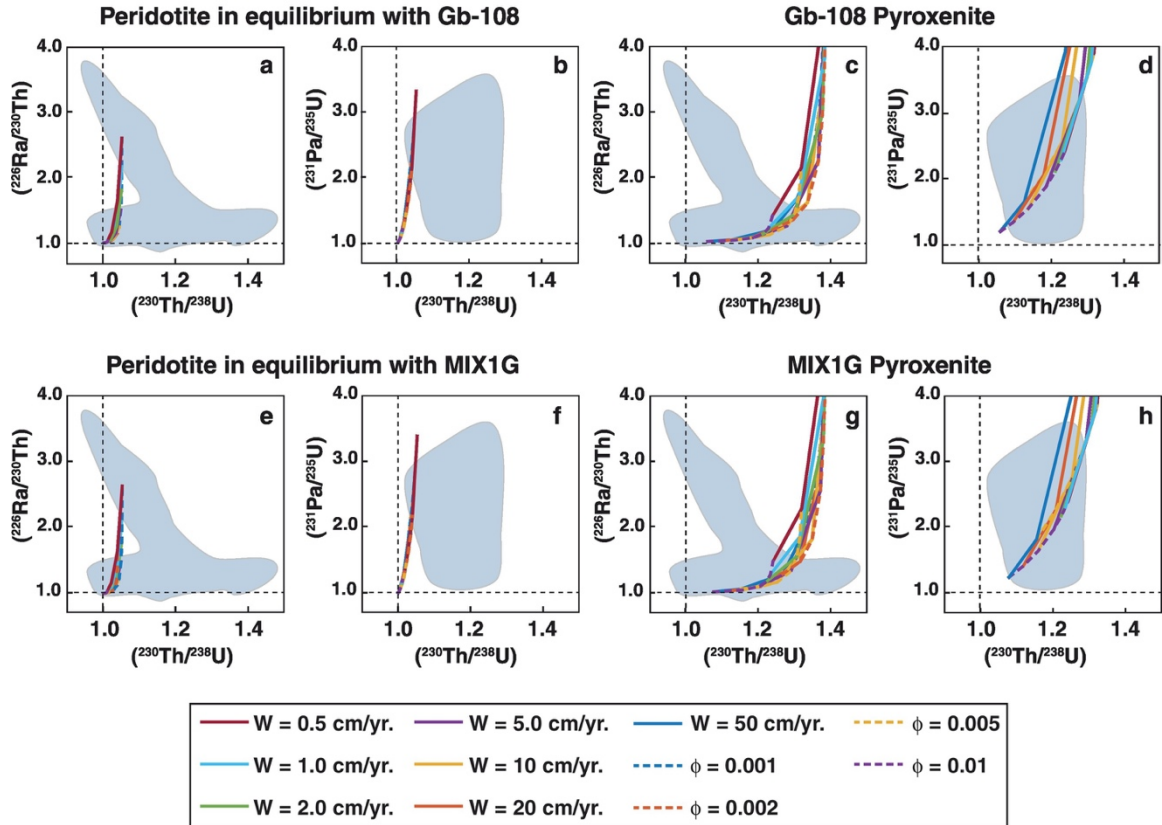 Peridotite in equilibrium with Gb-108
Gb-108 Pyroxenite
a
4.0
3.0
2.0
1.0
(²²⁶Ra/²³⁰Th)
1.0 1.2 1.4
(²³⁰Th/²³⁸U)
b
4.0
3.0
2.0
1.0
(²³¹Pa/²³⁵U)
1.0 1.2 1.4
(²³⁰Th/²³⁸U)
c
4.0
3.0
2.0
1.0
(²²⁶Ra/²³⁰Th)
1.0 1.2 1.4
(²³⁰Th/²³⁸U)
d
4.0
3.0
2.0
1.0
(²³¹Pa/²³⁵U)
1.0 1.2 1.4
(²³⁰Th/²³⁸U)
Peridotite in equilibrium with MIX1G
MIX1G Pyroxenite
e
4.0
3.0
2.0
1.0
(²²⁶Ra/²³⁰Th)
1.0 1.2 1.4
(²³⁰Th/²³⁸U)
f
4.0
3.0
2.0
1.0
(²³¹Pa/²³⁵U)
1.0 1.2 1.4
(²³⁰Th/²³⁸U)
g
4.0
3.0
2.0
1.0
(²²⁶Ra/²³⁰Th)
1.0 1.2 1.4
(²³⁰Th/²³⁸U)
h
4.0
3.0
2.0
1.0
(²³¹Pa/²³⁵U)
1.0 1.2 1.4
(²³⁰Th/²³⁸U)
W = 0.5 cm/yr. W = 5.0 cm/yr. W = 50 cm/yr. ϕ = 0.005
W = 1.0 cm/yr. W = 10 cm/yr. ϕ = 0.001 ϕ = 0.01
W = 2.0 cm/yr. W = 20 cm/yr. ϕ = 0.002